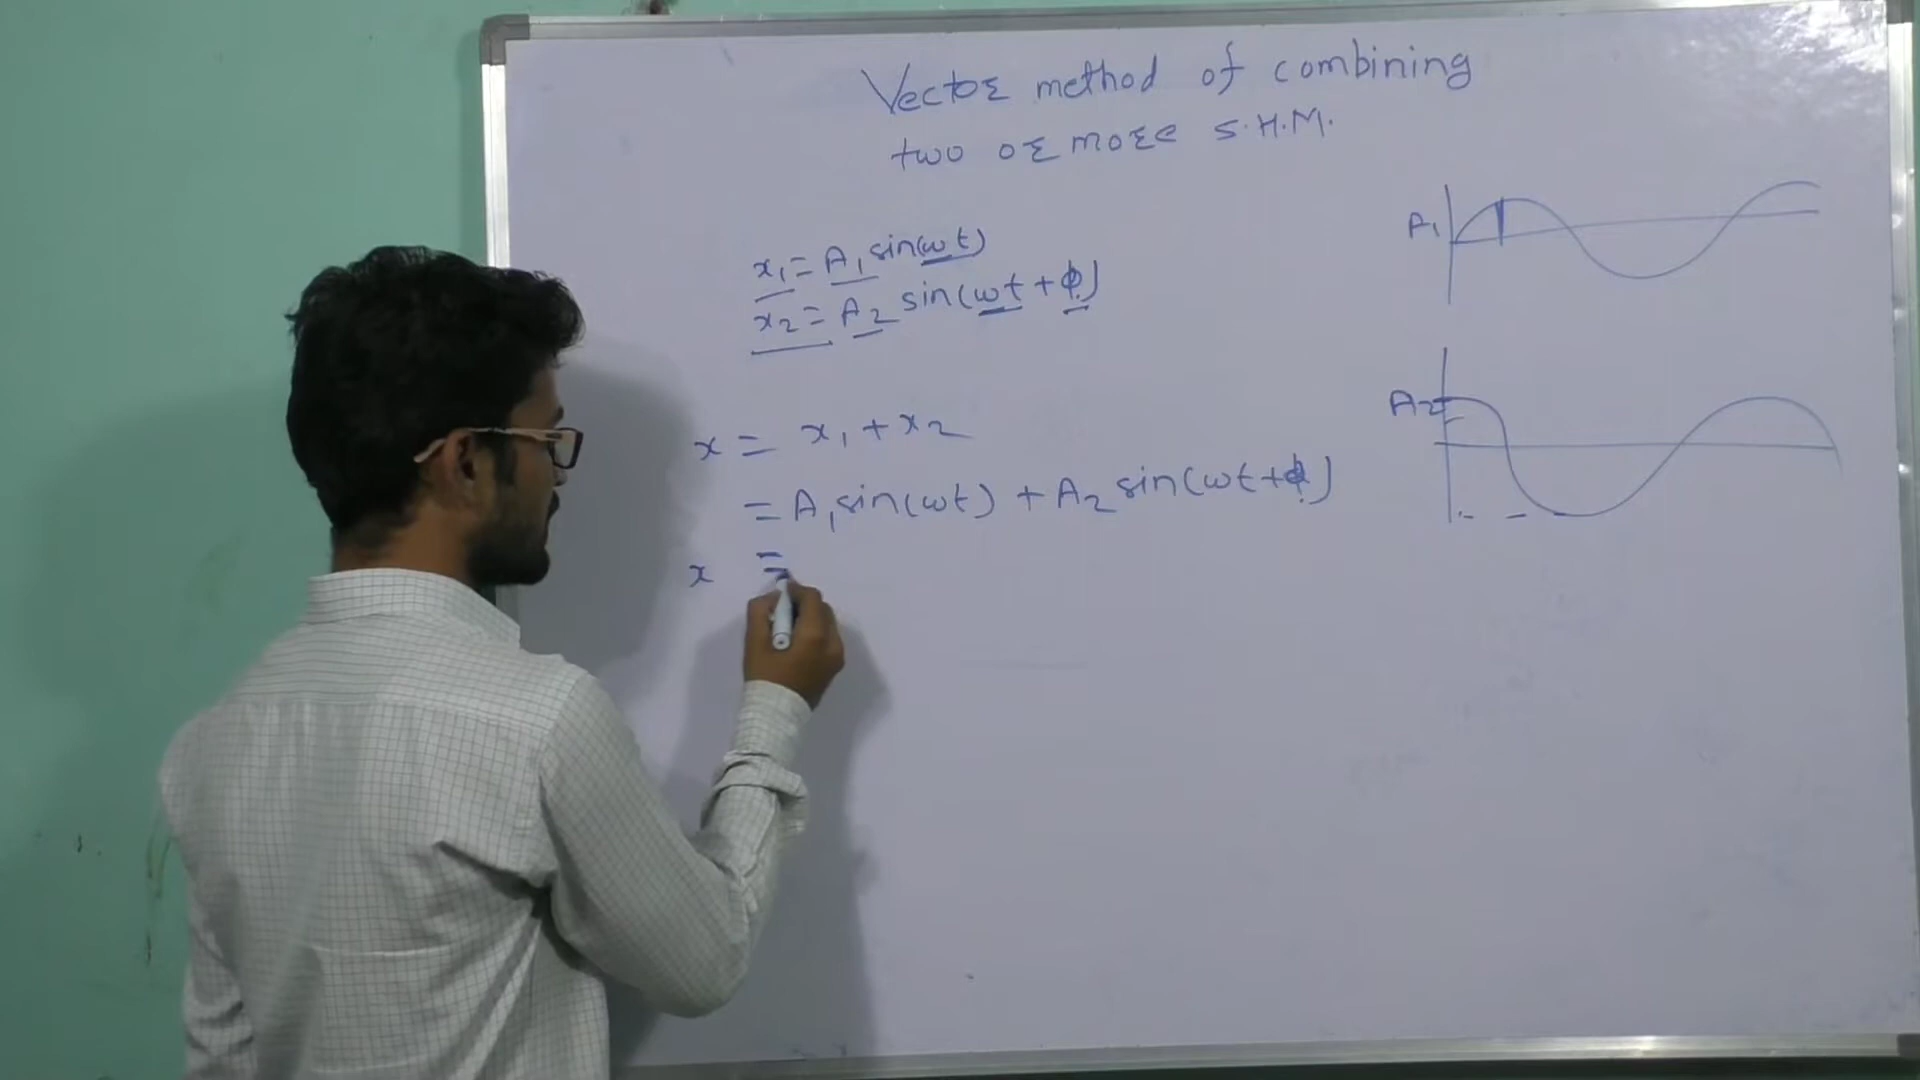 Vector method of combining
two or more S.H.M.
x₁ = A₁ sin(ωt)
x₂ = A₂ sin(ωt + ϕ)
x = x₁ + x₂
= A₁ sin(ωt) + A₂ sin(ωt + ϕ)
x =
A₁
A₂